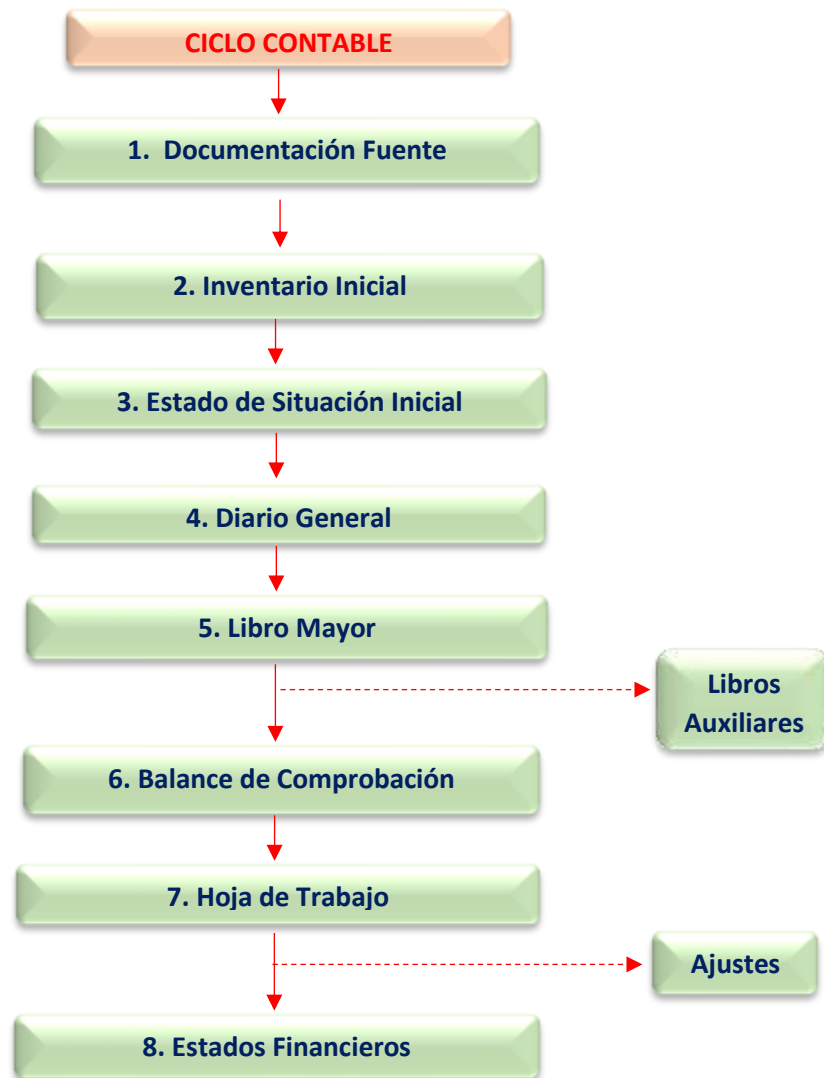 CICLO CONTABLE
1. Documentación Fuente
2. Inventario Inicial
3. Estado de Situación Inicial
4. Diario General
5. Libro Mayor
Libros
Auxiliares
6. Balance de Comprobación
7. Hoja de Trabajo
Ajustes
8. Estados Financieros